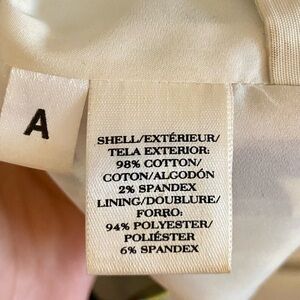 A
SHELL/EXTÉRIEUR/
TELA EXTERIOR:
98% COTTON/
COTON/ALGODÓN
2% SPANDEX
LINING/DOUBLURE/
FORRO:
94% POLYESTER/
POLIÉSTER
6% SPANDEX